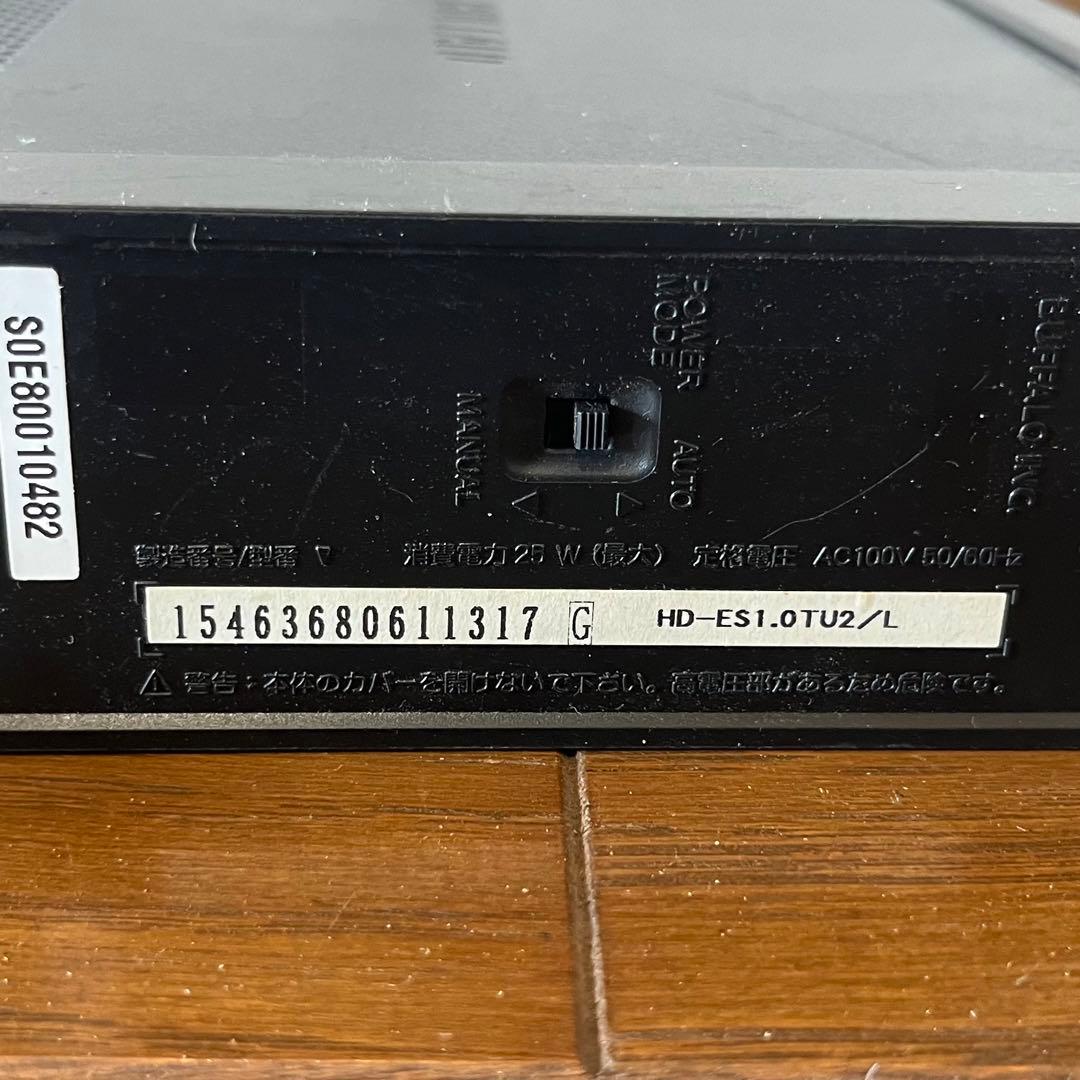 S0E80010482
POWER
MODE
MANUAL
AUTO
BUFFALO INC.
製造番号/型番 ▽ 消費電力 25 W (最大) 定格電圧 AC100V 50/60Hz
15463680611317 G HD-ES1.0TU2/L
⚠ 警告:本体のカバーを開けないで下さい。高電圧部があるため危険です。